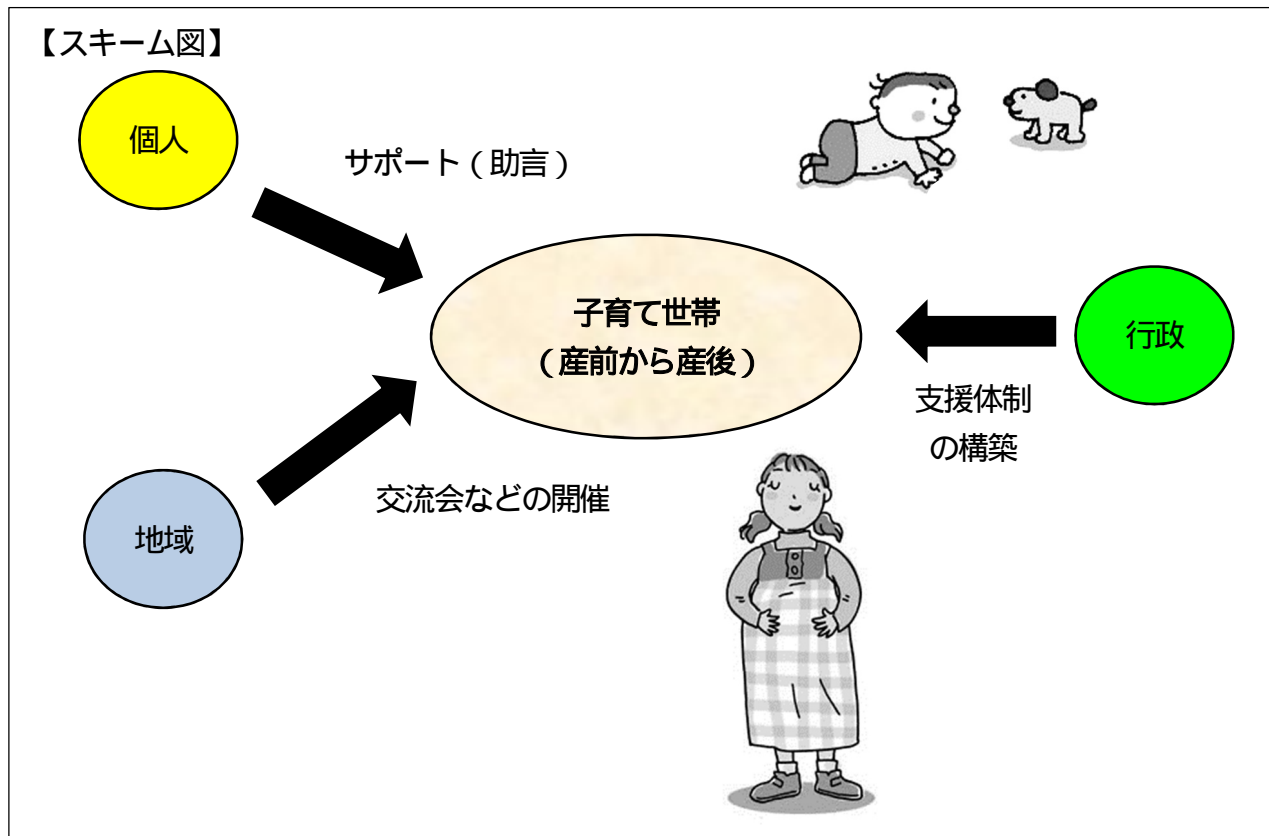 【スキーム図】
個人
サポート（助言）
子育て世帯
（産前から産後）
行政
支援体制
の構築
交流会などの開催
地域